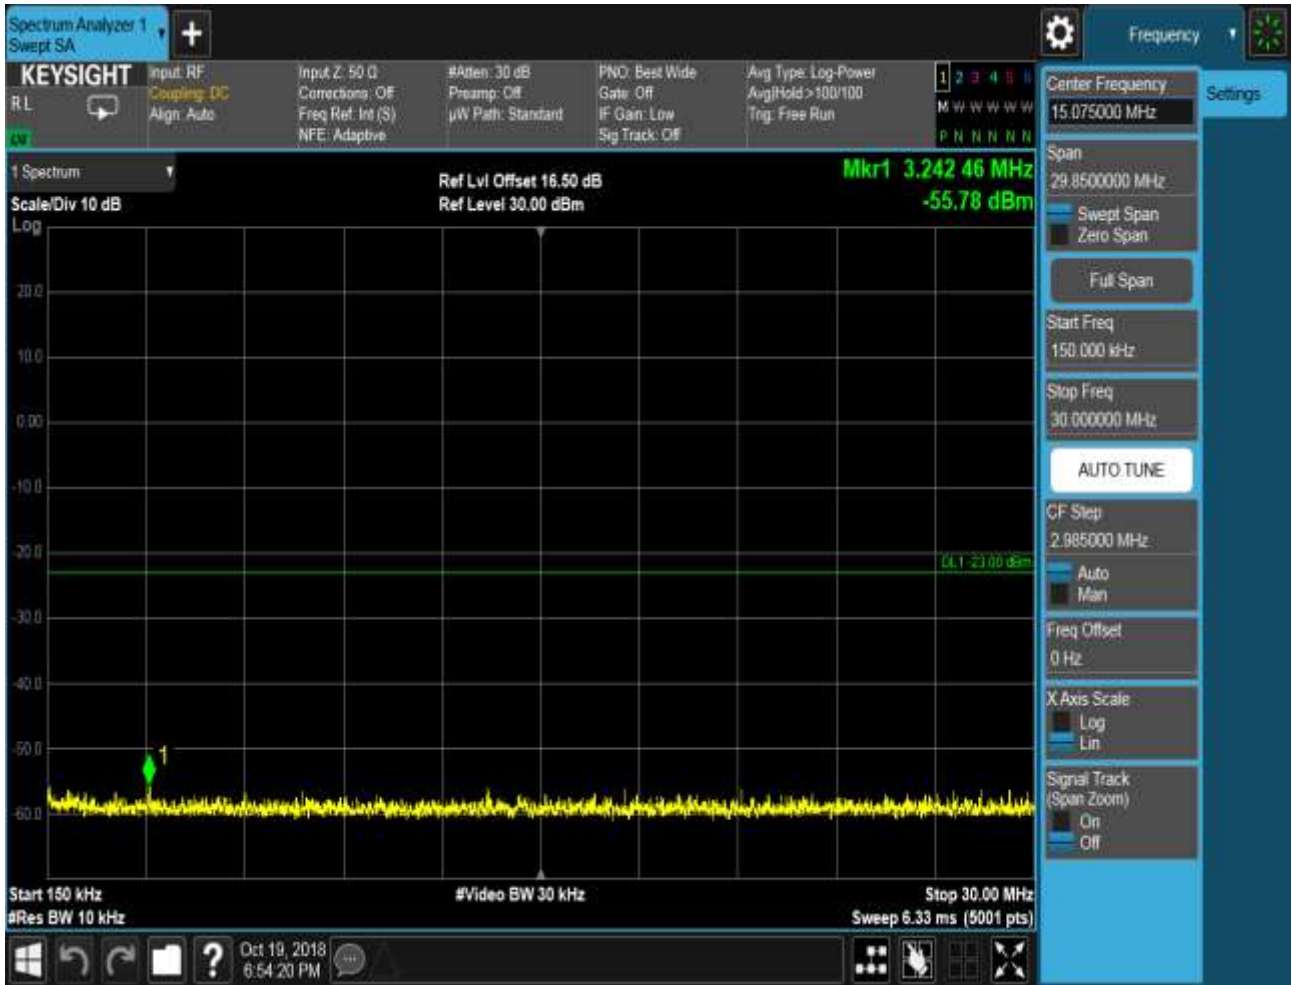 Spectrum Analyzer 1
Swept SA
Frequency
KEYSIGHT
RL
Input: RF
Coupling: DC
Align: Auto
Input Z: 50 Ω
Corrections: Off
Freq Ref: Int (S)
NFE: Adaptive
#Atten: 30 dB
Preamp: Off
µW Path: Standard
PNO: Best Wide
Gate: Off
IF Gain: Low
Sig Track: Off
Avg Type: Log-Power
Avg|Hold:>100/100
Trig: Free Run
1 2 3 4 5 6
M W W W W W
P N N N N N
1 Spectrum
Scale/Div 10 dB
Log
Ref Lvl Offset 16.50 dB
Ref Level 30.00 dBm
Mkr1 3.242 46 MHz
-55.78 dBm
20.0
10.0
0.00
-10.0
-20.0
-30.0
-40.0
-50.0
-60.0
DL1 -23.00 dBm
1
Start 150 kHz
#Res BW 10 kHz
#Video BW 30 kHz
Stop 30.00 MHz
Sweep 6.33 ms (5001 pts)
Center Frequency
15.075000 MHz
Settings
Span
29.8500000 MHz
Swept Span
Zero Span
Full Span
Start Freq
150.000 kHz
Stop Freq
30.000000 MHz
AUTO TUNE
CF Step
2.985000 MHz
Auto
Man
Freq Offset
0 Hz
X Axis Scale
Log
Lin
Signal Track
(Span Zoom)
On
Off
?
Oct 19, 2018
6:54:20 PM